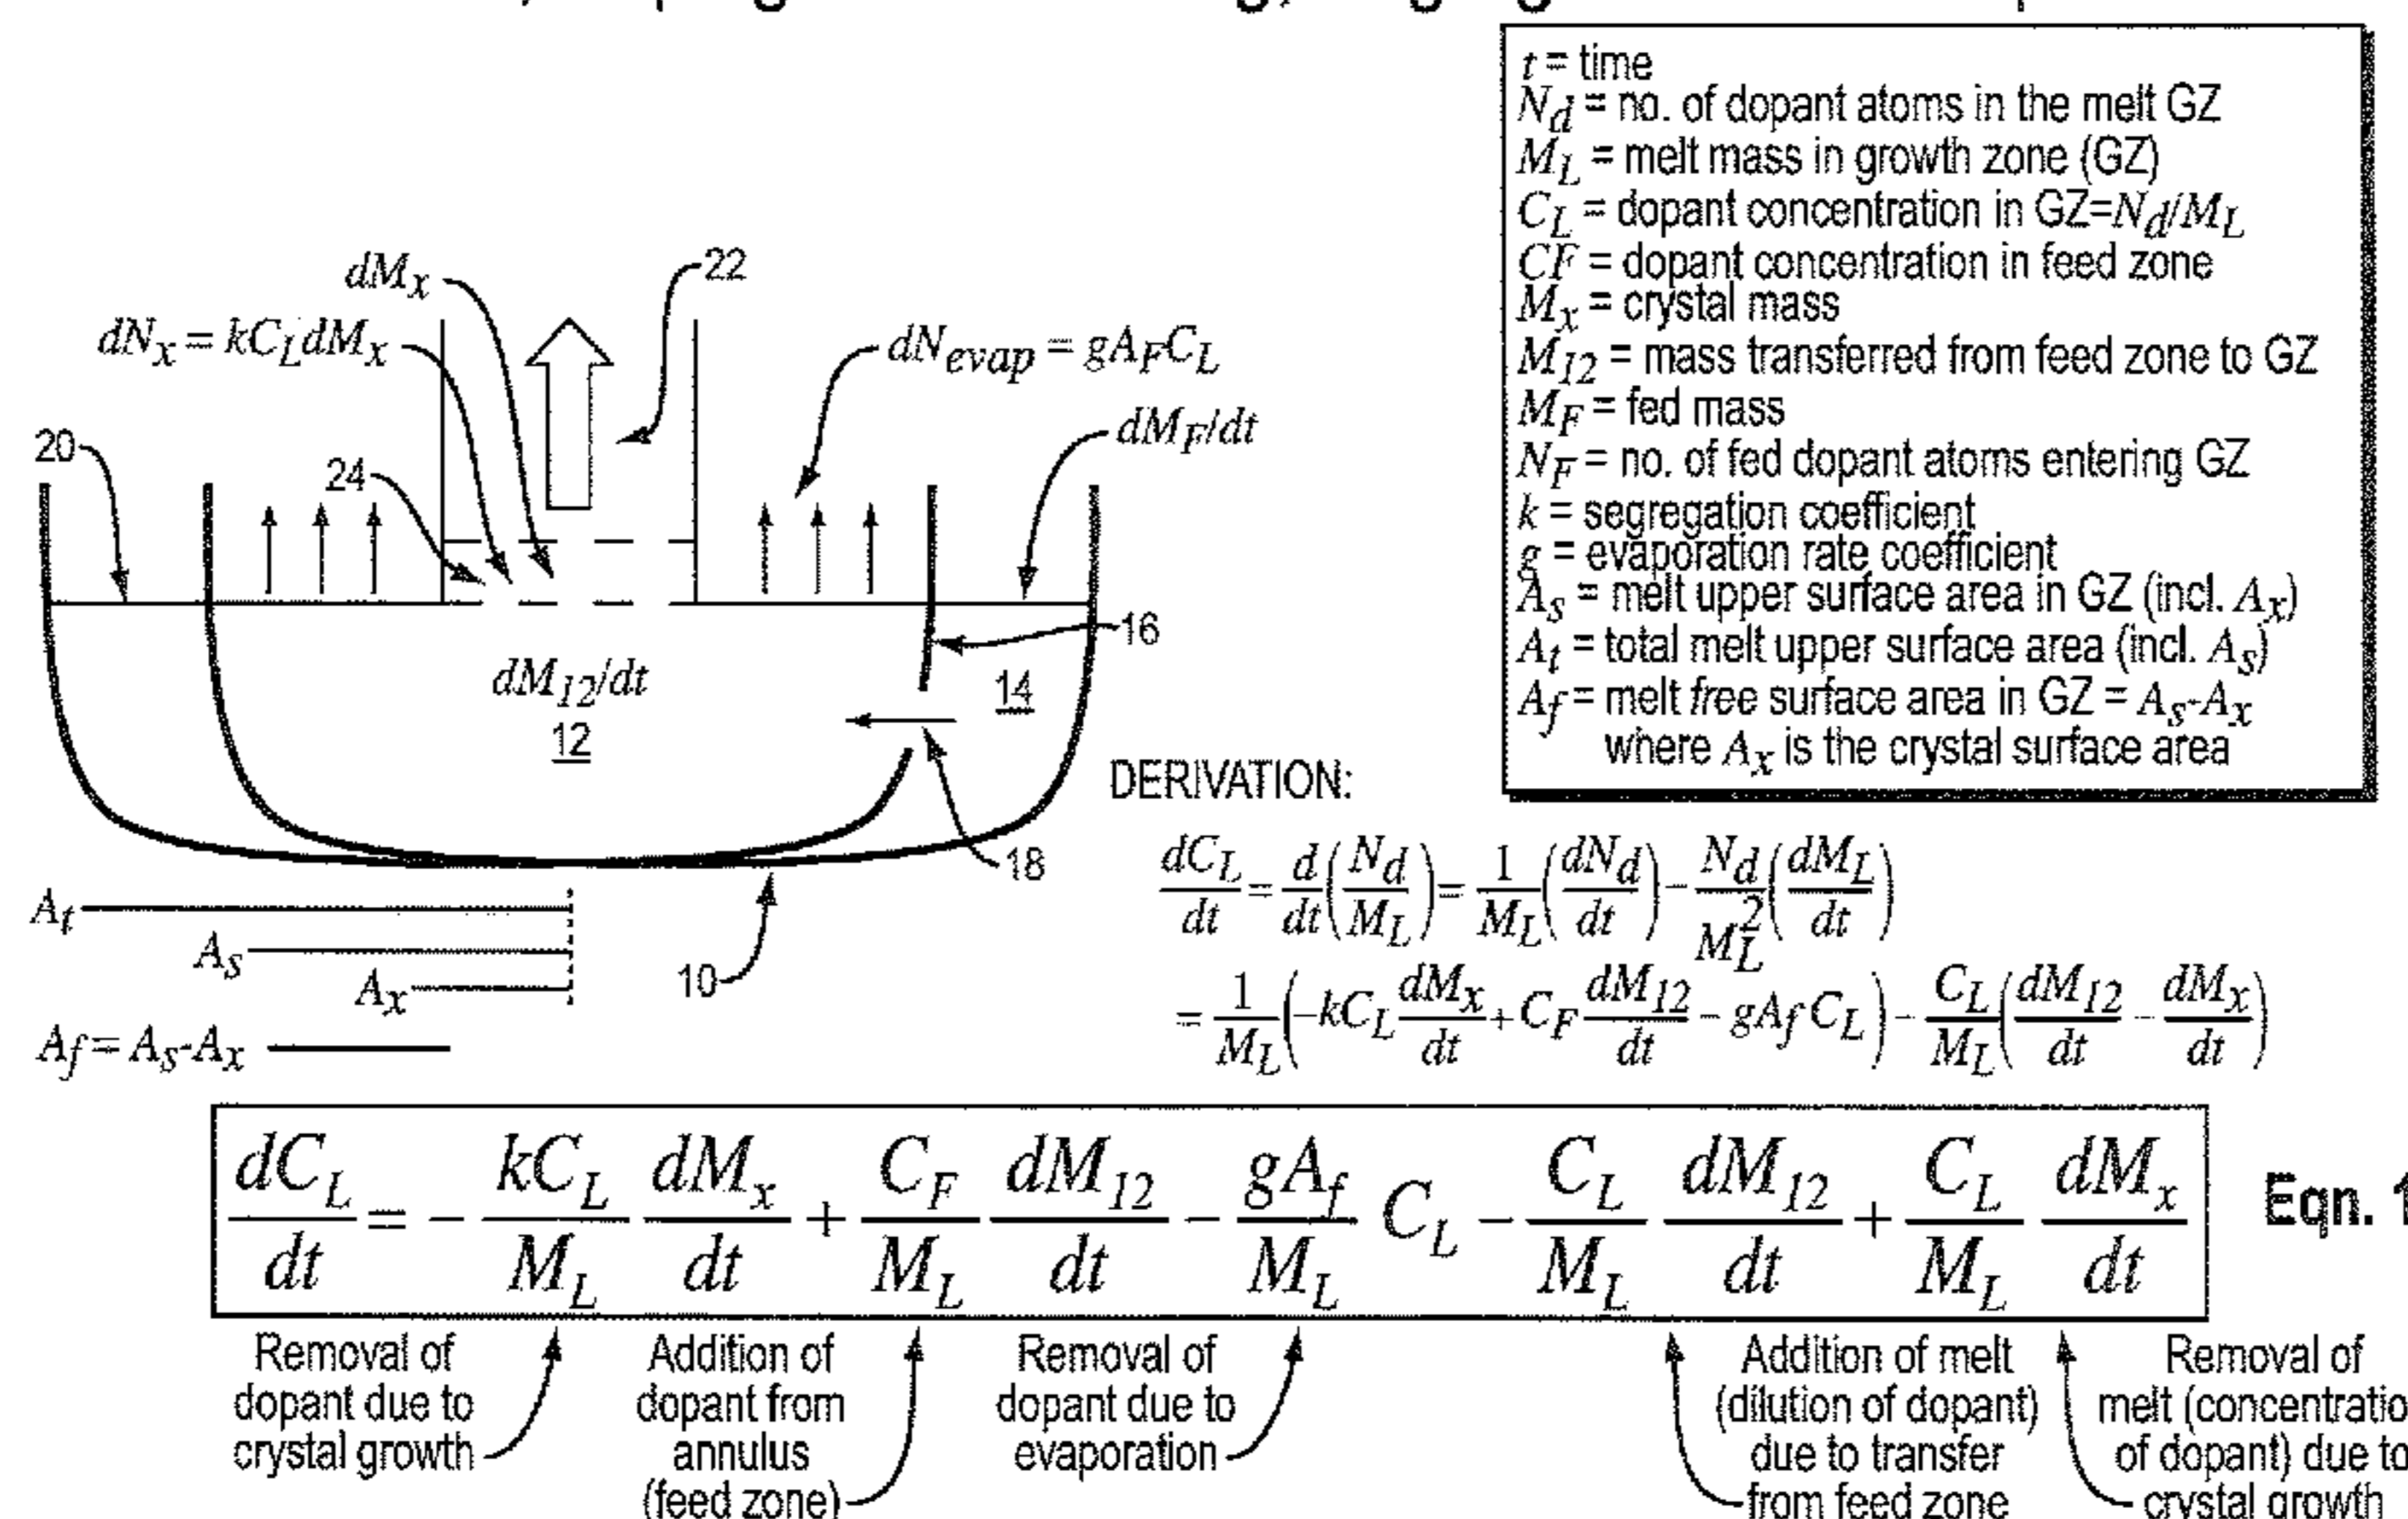 t = time
N_d = no. of dopant atoms in the melt GZ
M_L = melt mass in growth zone (GZ)
C_L = dopant concentration in GZ=N_d/M_L
CF = dopant concentration in feed zone
M_x = crystal mass
M_12 = mass transferred from feed zone to GZ
M_F = fed mass
N_F = no. of fed dopant atoms entering GZ
k = segregation coefficient
g = evaporation rate coefficient
A_s = melt upper surface area in GZ (incl. A_x)
A_t = total melt upper surface area (incl. A_s)
A_f = melt free surface area in GZ = A_s-A_x
where A_x is the crystal surface area
dM_x
22
dN_x = kC_LdM_x
dN_evap = gA_FC_L
dM_F/dt
20
24
16
dM_12/dt
14
12
18
10
A_t
A_s
A_x
A_f = A_s-A_x
DERIVATION:
dC_L/dt = d/dt(N_d/M_L) = 1/M_L(dN_d/dt) - N_d/M_L^2(dM_L/dt)
= 1/M_L(-kC_L dM_x/dt + C_F dM_12/dt - gA_fC_L) - C_L/M_L(dM_12/dt - dM_x/dt)
dC_L/dt = - kC_L/M_L dM_x/dt + C_F/M_L dM_12/dt - gA_f/M_L C_L - C_L/M_L dM_12/dt + C_L/M_L dM_x/dt
Eqn. 1
Removal of
dopant due to
crystal growth
Addition of
dopant from
annulus
(feed zone)
Removal of
dopant due to
evaporation
Addition of melt
(dilution of dopant)
due to transfer
from feed zone
Removal of
melt (concentratio
of dopant) due to
crystal growth